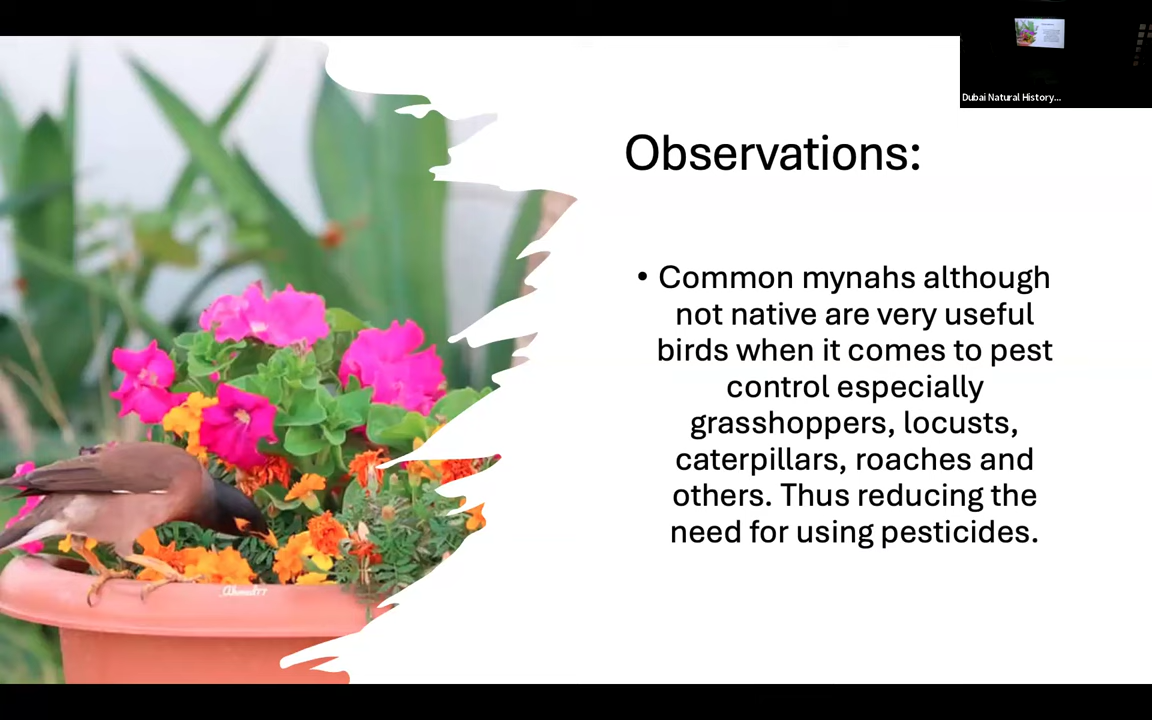 Dubai Natural History...
Observations:
• Common mynahs although
not native are very useful
birds when it comes to pest
control especially
grasshoppers, locusts,
caterpillars, roaches and
others. Thus reducing the
need for using pesticides.